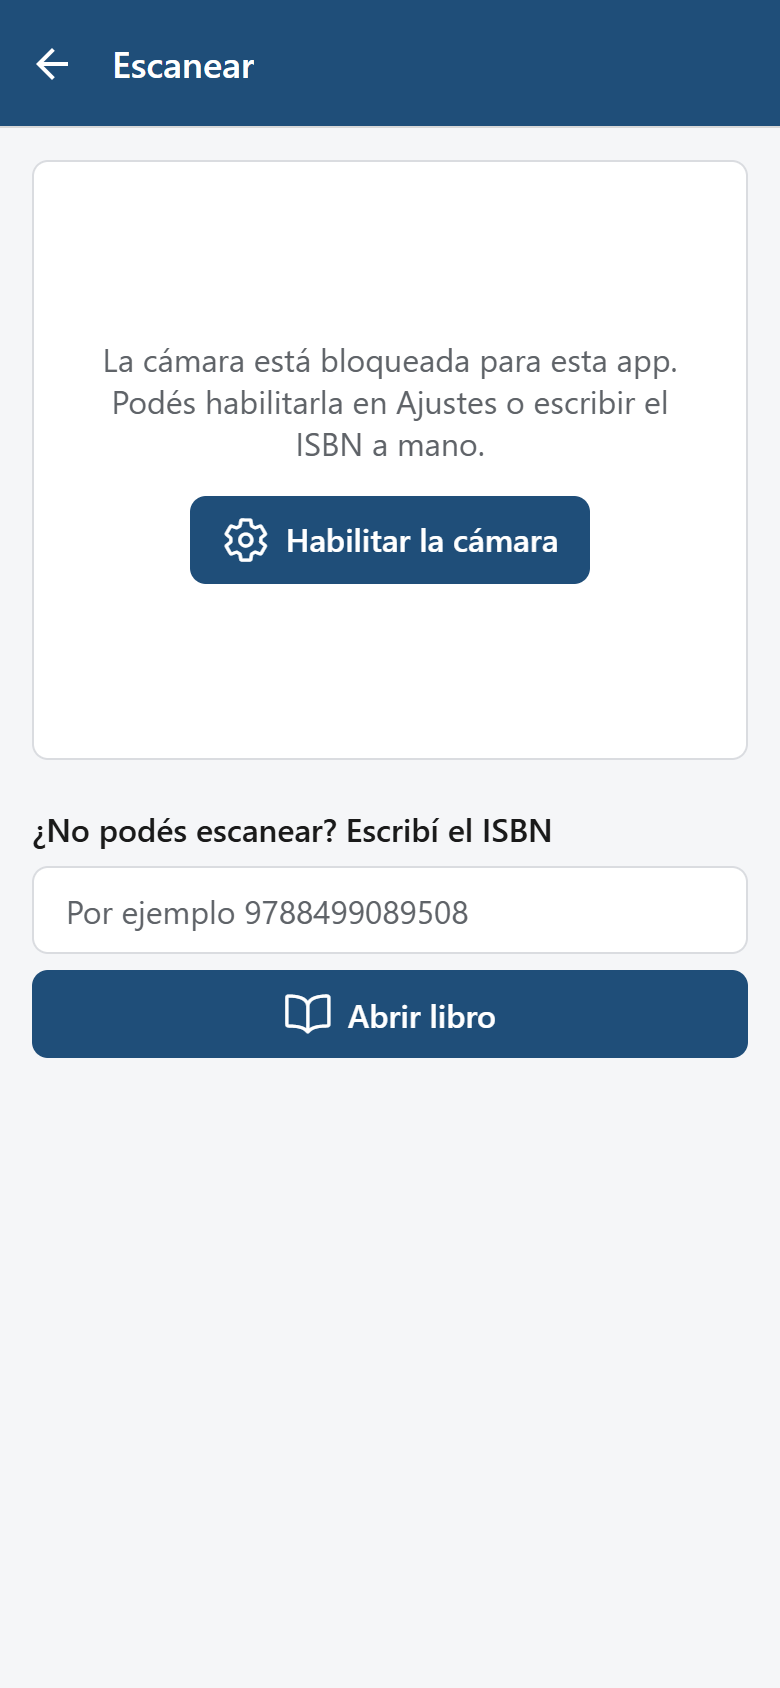 Escanear
La cámara está bloqueada para esta app.
Podés habilitarla en Ajustes o escribir el
ISBN a mano.
Habilitar la cámara
¿No podés escanear? Escribí el ISBN
Por ejemplo 9788499089508
Abrir libro